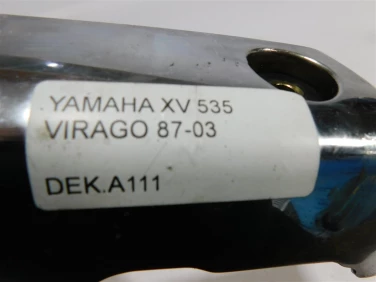 YAMAHA XV 535
VIRAGO 87-03
DEK.A111